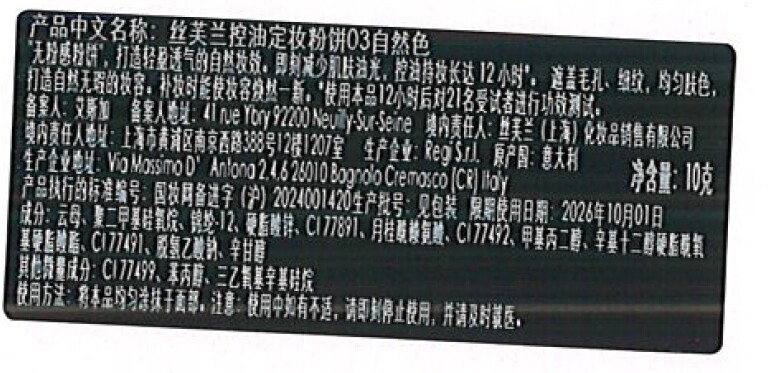 产品中文名称：丝芙兰控油定妆粉饼03自然色
"无粉感粉饼"，打造轻盈透气的自然妆效。即刻减少肌肤油光，控油持妆长达12小时*。遮盖毛孔、细纹，均匀肤色，
打造自然无瑕的妆容。补妆时能使妆容焕然一新。*使用本品12小时后对21名受试者进行功效测试。
备案人：艾斯加 备案人地址：41 rue Ybry 92200 Neuilly-Sur-Seine 境内责任人：丝芙兰（上海）化妆品销售有限公司
境内责任人地址：上海市黄浦区南京西路388号12楼1207室 生产企业：Regi S.r.l. 原产国：意大利
生产企业地址：Via Massimo D' Antona 2.4.6 26010 Bagnolo Cremasco (CR) Italy 净含量：10克
产品执行的标准编号：国妆网备进字（沪）2024001420生产批号：见包装 限期使用日期：2026年10月01日
成分：云母、聚二甲基硅氧烷、锦纶-12、硬脂酸锌、CI 77891、月桂酰赖氨酸、CI 77492、甲基丙二醇、辛基十二醇硬脂酰氧
基硬脂酸酯、CI 77491、脱氢乙酸钠、辛甘醇
其他微量成分：CI 77499、苯丙醇、三乙氧基辛基硅烷
使用方法：将本品均匀涂抹于面部。注意：使用中如有不适，请即刻停止使用，并请及时就医。